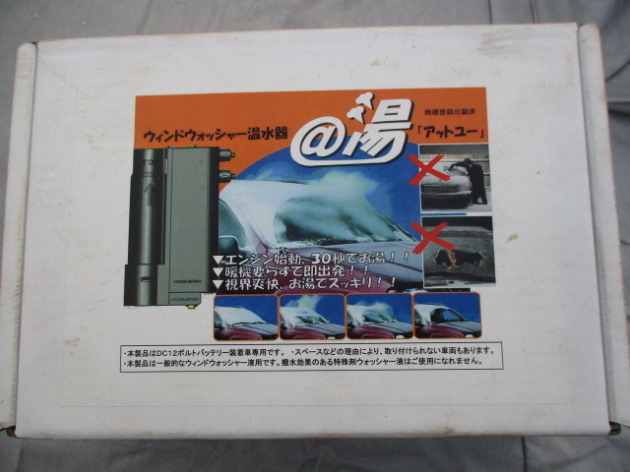 商標登録出願済
ウィンドウォッシャー温水器
@湯
「アットユー」
▼エンジン始動、30秒でお湯！！
▼暖機要らずで即出発！！
▼視界爽快、お湯でスッキリ！！
・本製品はDC12ボルトバッテリー装着車専用です。 ・スペースなどの理由により、取り付けられない車両もあります。
・本製品は一般的なウィンドウォッシャー液用です。撥水効果のある特殊剤ウォッシャー液はご使用になれません。